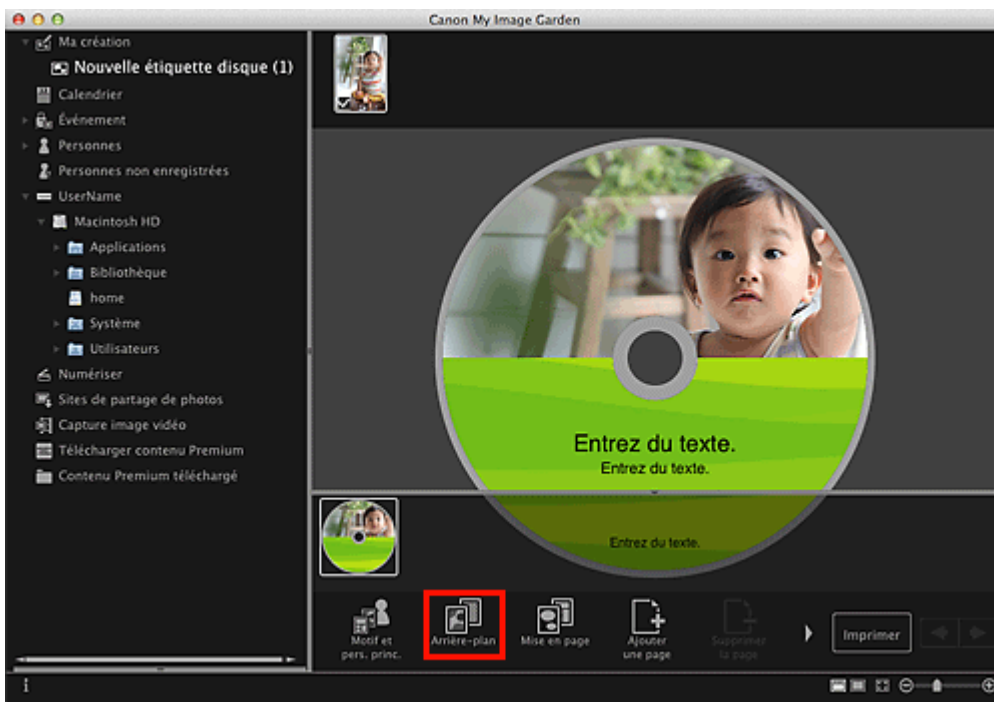 Canon My Image Garden
Ma création
Nouvelle étiquette disque (1)
Calendrier
Événement
Personnes
Personnes non enregistrées
UserName
Macintosh HD
Applications
Bibliothèque
home
Système
Utilisateurs
Numériser
Sites de partage de photos
Capture image vidéo
Télécharger contenu Premium
Contenu Premium téléchargé
Entrez du texte.
Entrez du texte.
Entrez du texte.
Motif et
pers. princ.
Arrière-plan
Mise en page
Ajouter
une page
Supprimer
la page
Imprimer